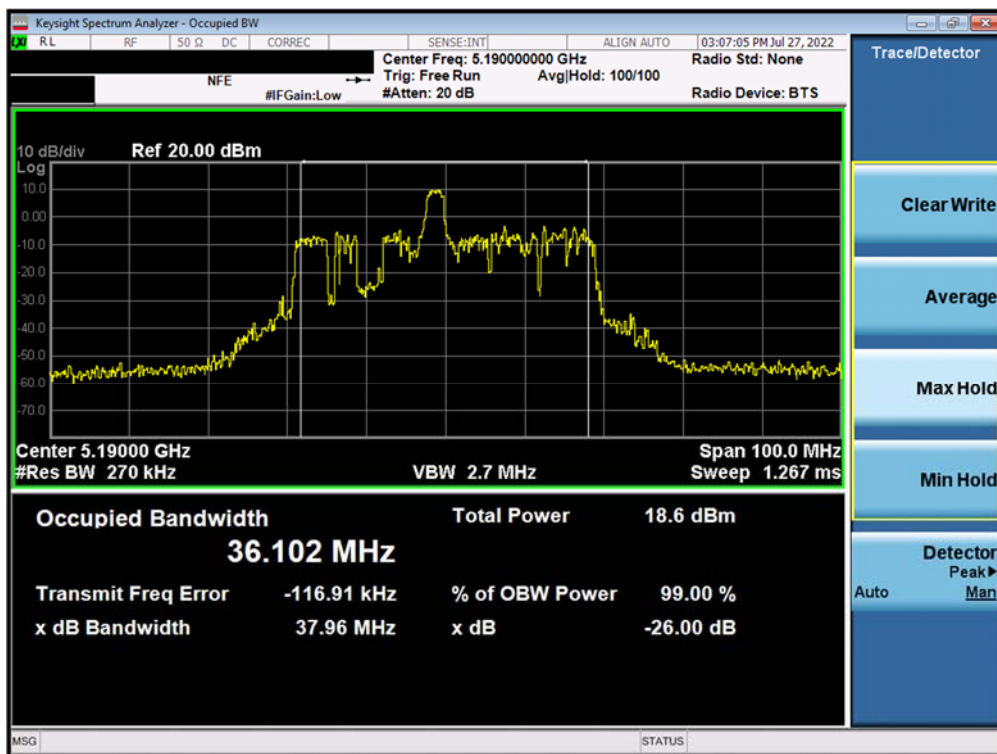 Keysight Spectrum Analyzer - Occupied BW
LXI RL RF 50 Ω DC CORREC SENSE:INT ALIGN AUTO 03:07:05 PM Jul 27, 2022
Center Freq: 5.190000000 GHz Radio Std: None
NFE Trig: Free Run Avg|Hold: 100/100
#IFGain:Low #Atten: 20 dB Radio Device: BTS
10 dB/div Ref 20.00 dBm
Log
10.0
0.00
-10.0
-20.0
-30.0
-40.0
-50.0
-60.0
-70.0
Center 5.19000 GHz Span 100.0 MHz
#Res BW 270 kHz VBW 2.7 MHz Sweep 1.267 ms
Occupied Bandwidth Total Power 18.6 dBm
36.102 MHz
Transmit Freq Error -116.91 kHz % of OBW Power 99.00 %
x dB Bandwidth 37.96 MHz x dB -26.00 dB
MSG STATUS
Trace/Detector
Clear Write
Average
Max Hold
Min Hold
Detector
Peak▶
Auto Man